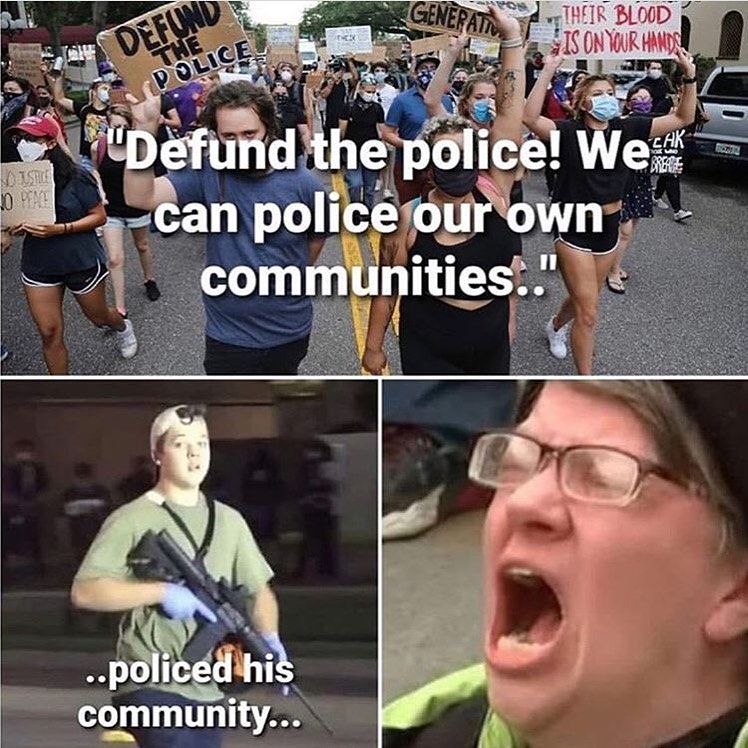 DEFUND
THE
POLICE
GENERATION
THEIR BLOOD
IS ON YOUR HANDS
NO JUSTICE
NO PEACE
"Defund the police! We
can police our own
communities.."
..policed his
community...